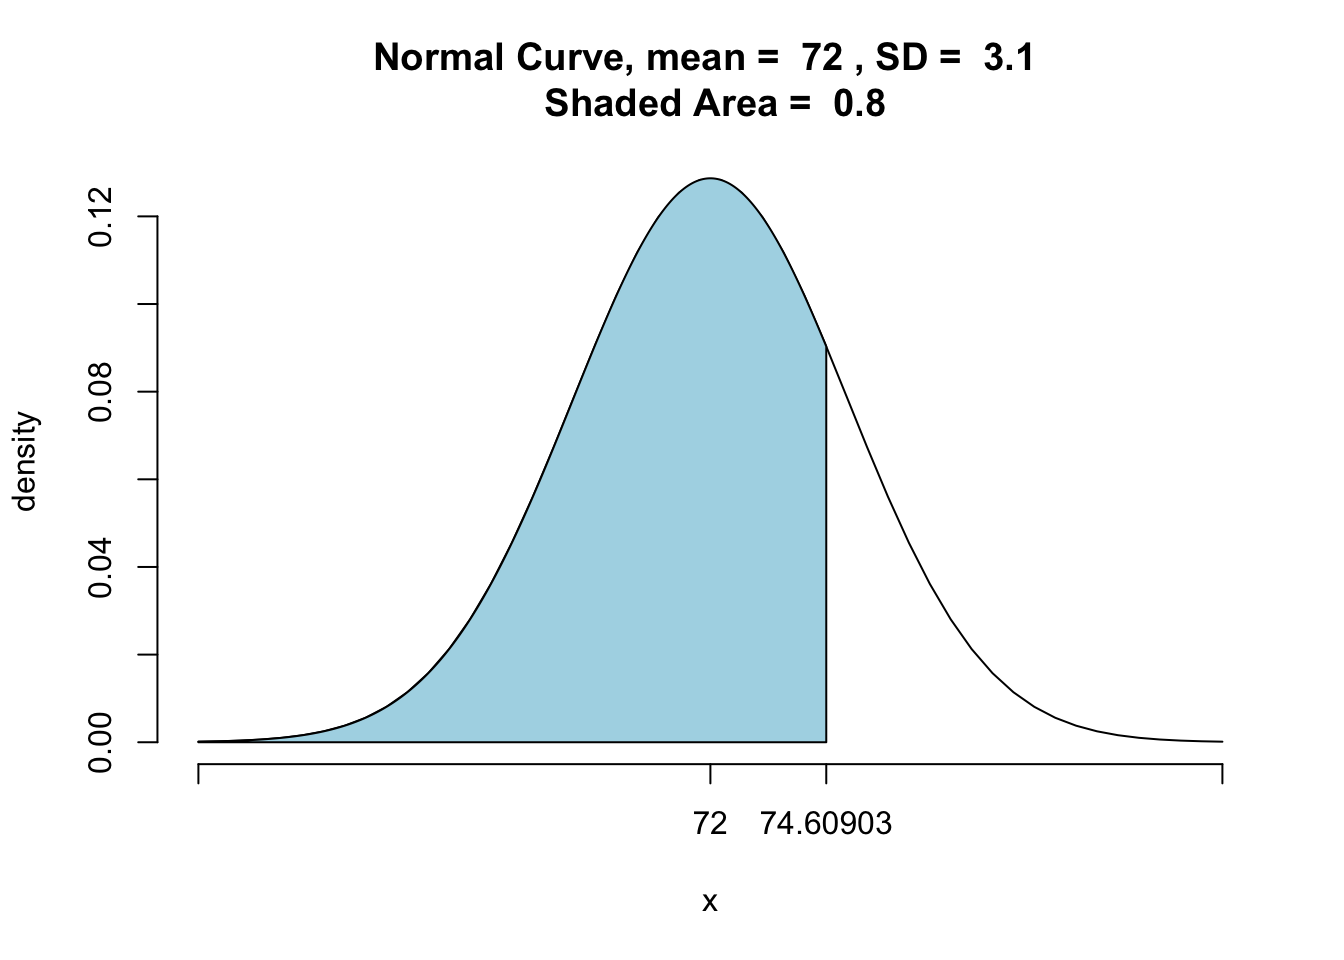 Normal Curve, mean =  72 , SD =  3.1
Shaded Area =  0.8
density
0.12
0.08
0.04
0.00
72
74.60903
x